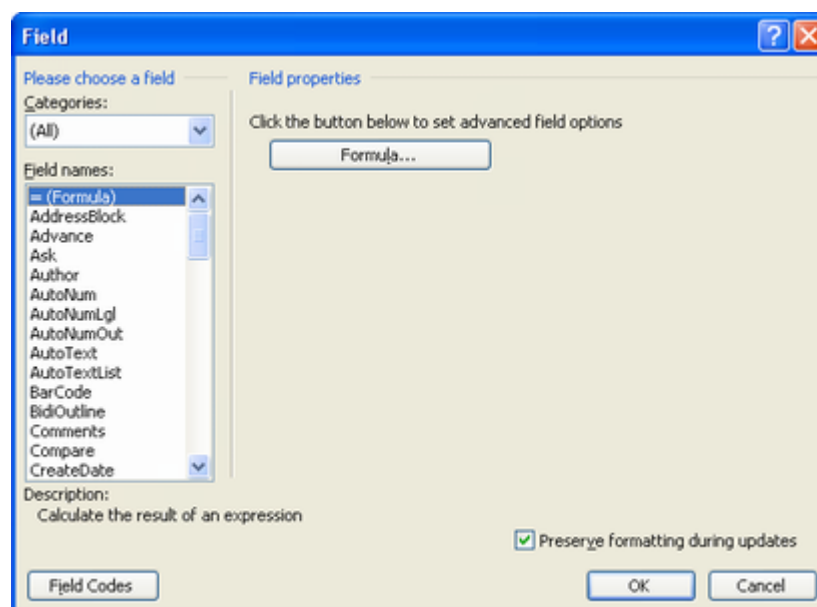 Field
Please choose a field
Categories:
(All)
Field names:
= (Formula)
AddressBlock
Advance
Ask
Author
AutoNum
AutoNumLgl
AutoNumOut
AutoText
AutoTextList
BarCode
BidiOutline
Comments
Compare
CreateDate
Field properties
Click the button below to set advanced field options
Formula...
Description:
Calculate the result of an expression
Preserve formatting during updates
Field Codes
OK
Cancel